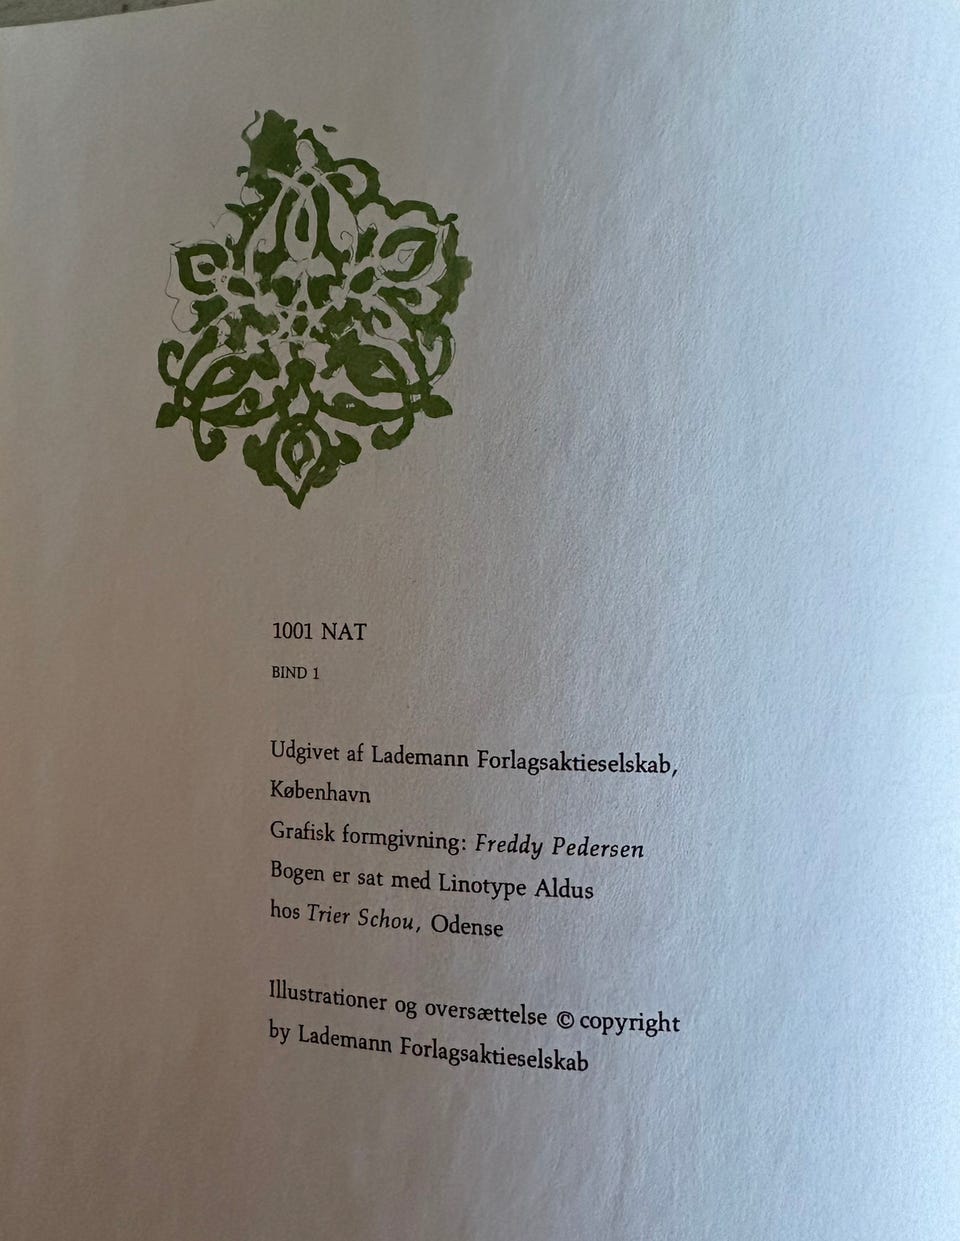 1001 NAT
BIND 1
Udgivet af Lademann Forlagsaktieselskab,
København
Grafisk formgivning: Freddy Pedersen
Bogen er sat med Linotype Aldus
hos Trier Schou, Odense
Illustrationer og oversættelse © copyright
by Lademann Forlagsaktieselskab